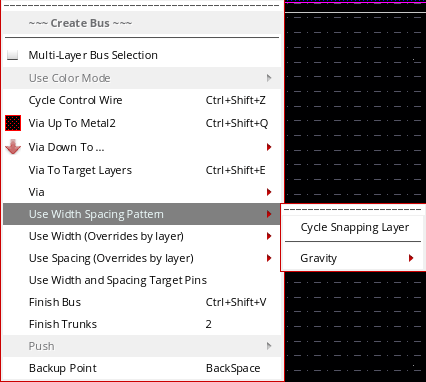 ~~~ Create Bus ~~~
Multi-Layer Bus Selection
Use Color Mode
Cycle Control Wire Ctrl+Shift+Z
Via Up To Metal2 Ctrl+Shift+Q
Via Down To ...
Via To Target Layers Ctrl+Shift+E
Via
Use Width Spacing Pattern
Cycle Snapping Layer
Use Width (Overrides by layer)
Use Spacing (Overrides by layer)
Gravity
Use Width and Spacing Target Pins
Finish Bus Ctrl+Shift+V
Finish Trunks 2
Push
Backup Point BackSpace